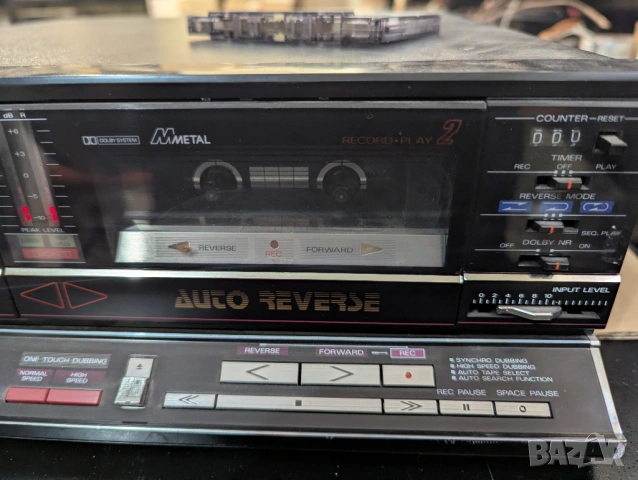 dB R
+6
0
DOLBY SYSTEM
METAL
RECORD•PLAY 2
COUNTER RESET
000
TIMER
REC OFF PLAY
REVERSE MODE
SEQ. PLAY
DOLBY NR
OFF ON
PEAK LEVEL
REVERSE REC FORWARD
AUTO REVERSE
INPUT LEVEL
0 2 4 6 8 10
ONE-TOUCH DUBBING
NORMAL SPEED
HIGH SPEED
REVERSE FORWARD REC
SYNCHRO DUBBING
HIGH SPEED DUBBING
AUTO TAPE SELECT
AUTO SEARCH FUNCTION
REC PAUSE SPACE PAUSE
BAZAR